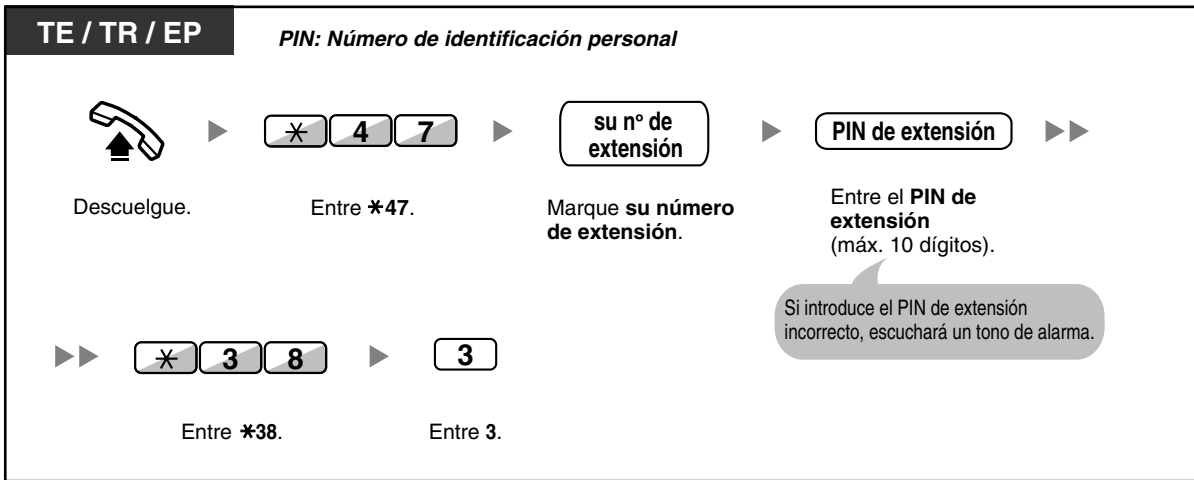 TE / TR / EP
PIN: Número de identificación personal
✳ 4 7
su nº de
extensión
PIN de extensión
Descuelgue.
Entre ✳47.
Marque su número
de extensión.
Entre el PIN de
extensión
(máx. 10 dígitos).
Si introduce el PIN de extensión
incorrecto, escuchará un tono de alarma.
✳ 3 8
3
Entre ✳38.
Entre 3.